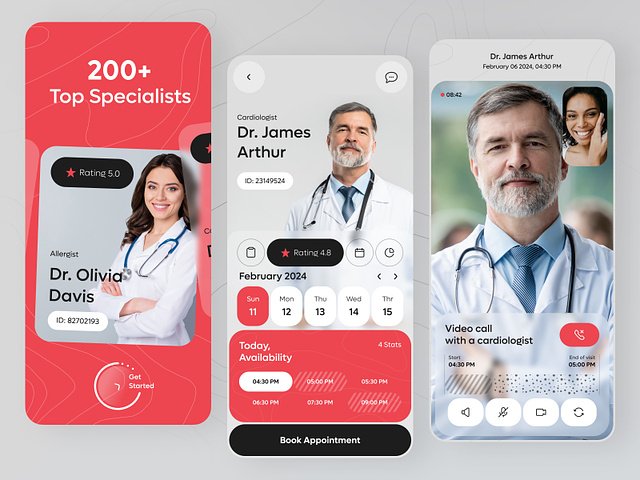 200+
Top Specialists
Rating 5.0
Allergist
Dr. Olivia
Davis
ID: 82702193
Get
Started
Cardiologist
Dr. James
Arthur
ID: 23149524
Rating 4.8
February 2024
Sun Mon Thu Wed Thr
11 12 13 14 15
Today,
Availability
4 Stats
04:30 PM 05:00 PM 05:30 PM
06:30 PM 07:30 PM 09:00 PM
Book Appointment
Dr. James Arthur
February 06 2024, 04:30 PM
08:42
Video call
with a cardiologist
Start End of visit
04:30 PM 05:00 PM